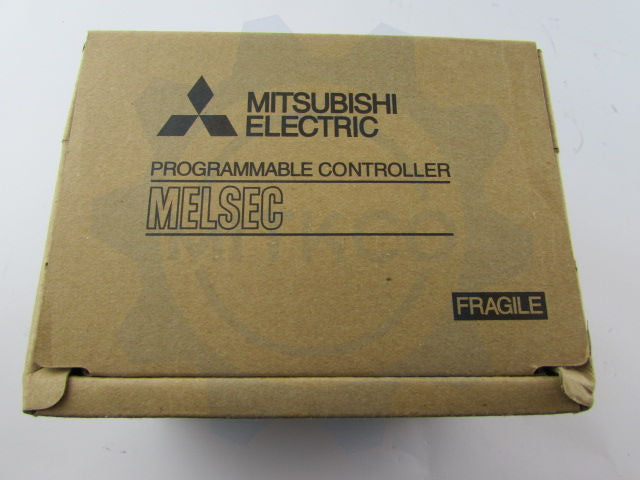 MITSUBISHI
ELECTRIC
PROGRAMMABLE CONTROLLER
MELSEC
FRAGILE